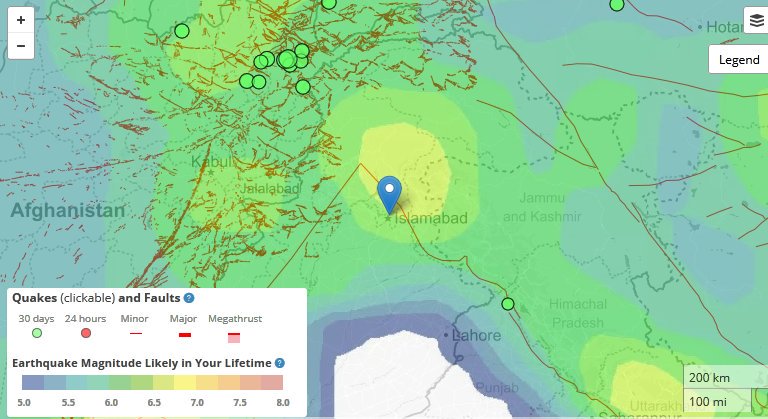 +
−
Hotan
Legend
Kabul
Jalalabad
Afghanistan
Islamabad
Jammu
and Kashmir
Quakes (clickable) and Faults ?
30 days 24 hours Minor Major Megathrust
Himachal
Pradesh
Lahore
Earthquake Magnitude Likely in Your Lifetime ?
5.0 5.5 6.0 6.5 7.0 7.5 8.0
Punjab
200 km
100 mi